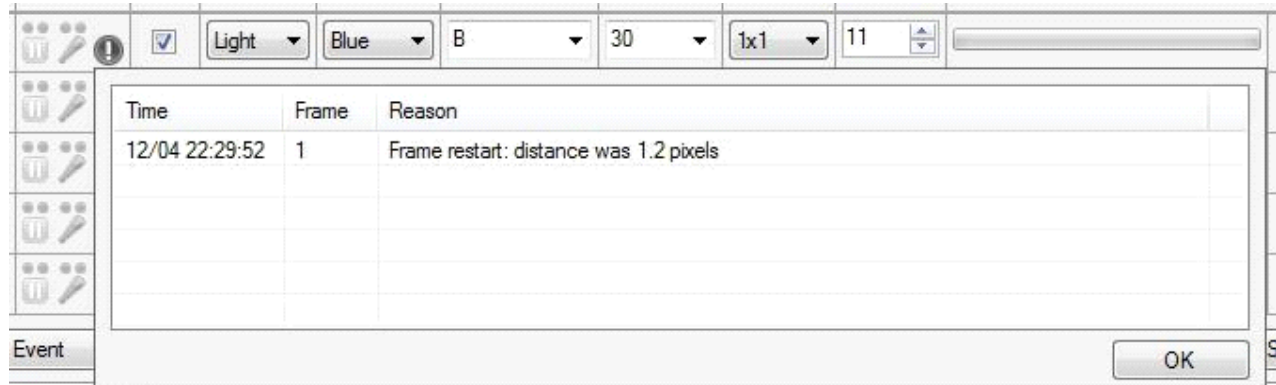 Light Blue B 30 1x1 11
Time Frame Reason
12/04 22:29:52 1 Frame restart: distance was 1.2 pixels
Event
OK